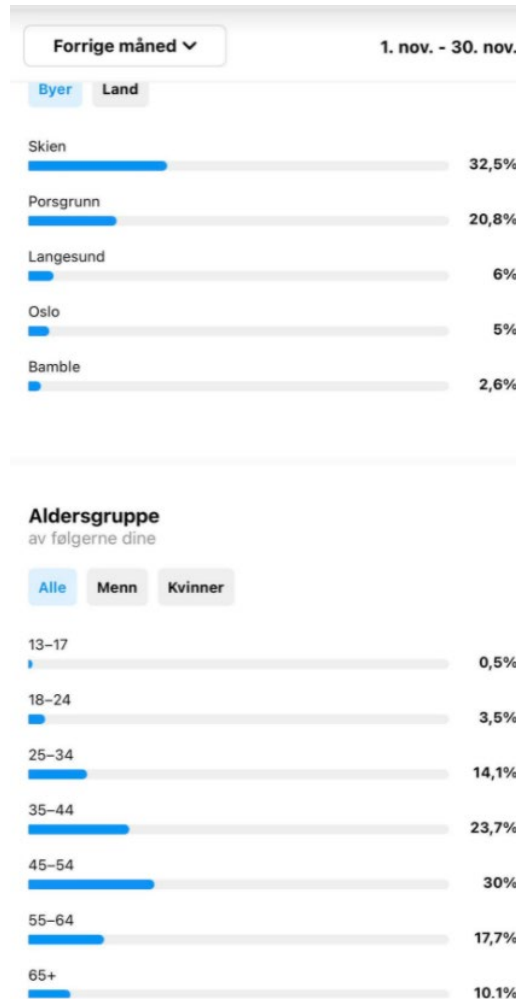 Forrige måned 1. nov. - 30. nov.
Byer Land
Skien
32,5%
Porsgrunn
20,8%
Langesund
6%
Oslo
5%
Bamble
2,6%
Aldersgruppe
av følgerne dine
Alle Menn Kvinner
13–17
0,5%
18–24
3,5%
25–34
14,1%
35–44
23,7%
45–54
30%
55–64
17,7%
65+
10,1%